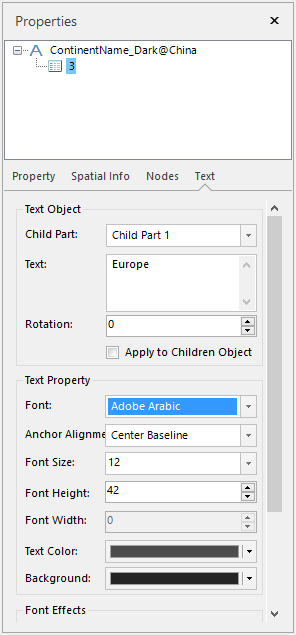 Properties
ContinentName_Dark@China
3
Property Spatial Info Nodes Text
Text Object
Child Part: Child Part 1
Text: Europe
Rotation: 0
Apply to Children Object
Text Property
Font: Adobe Arabic
Anchor Alignme Center Baseline
Font Size: 12
Font Height: 42
Font Width: 0
Text Color:
Background:
Font Effects